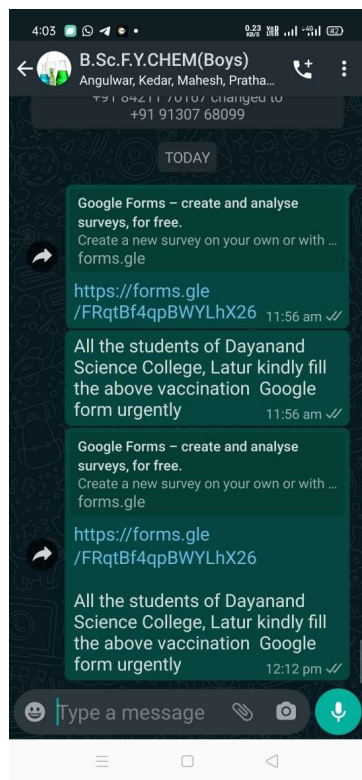 4:03
0.23 KB/S
42
B.Sc.F.Y.CHEM(Boys)
Angulwar, Kedar, Mahesh, Pratha...
+91 84211 70167 changed to
+91 91307 68099
TODAY
Google Forms – create and analyse
surveys, for free.
Create a new survey on your own or with ...
forms.gle
https://forms.gle
/FRqtBf4qpBWYLhX26 11:56 am
All the students of Dayanand
Science College, Latur kindly fill
the above vaccination Google
form urgently 11:56 am
Google Forms – create and analyse
surveys, for free.
Create a new survey on your own or with ...
forms.gle
https://forms.gle
/FRqtBf4qpBWYLhX26
All the students of Dayanand
Science College, Latur kindly fill
the above vaccination Google
form urgently 12:12 pm
Type a message